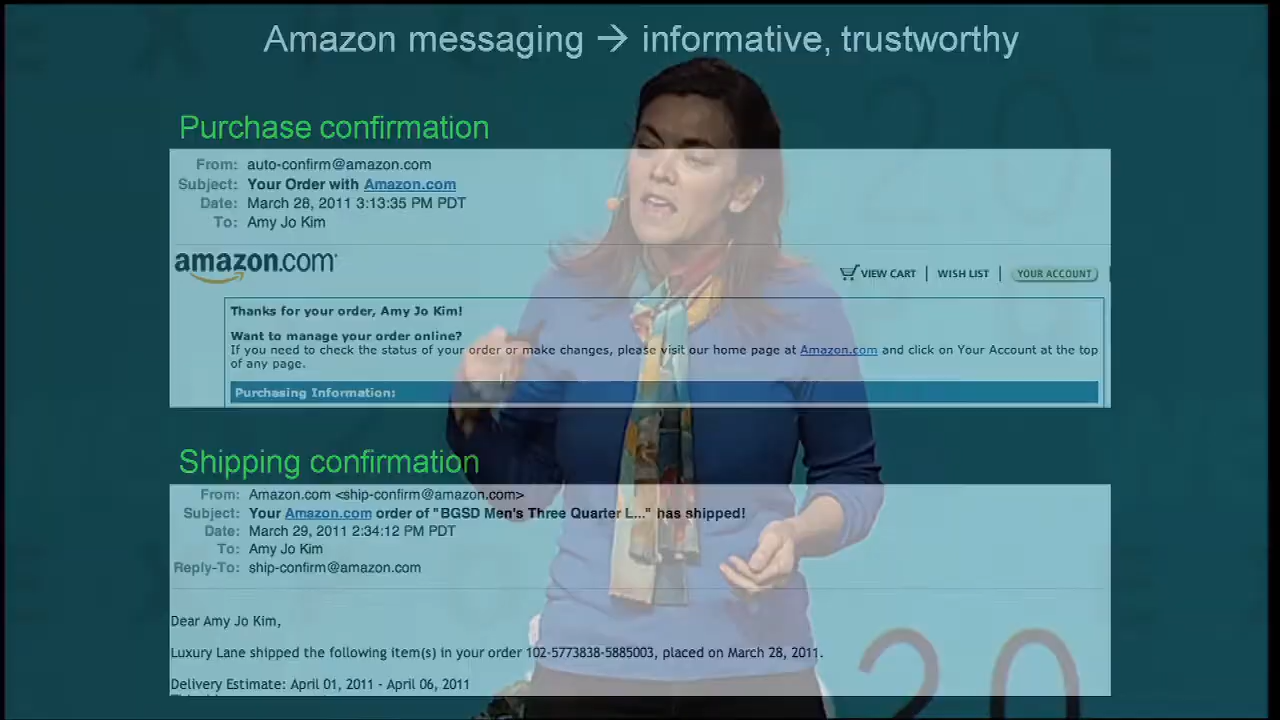 Amazon messaging → informative, trustworthy
Purchase confirmation
From: auto-confirm@amazon.com
Subject: Your Order with Amazon.com
Date: March 28, 2011 3:13:35 PM PDT
To: Amy Jo Kim
amazon.com
VIEW CART | WISH LIST | YOUR ACCOUNT |
Thanks for your order, Amy Jo Kim!
Want to manage your order online?
If you need to check the status of your order or make changes, please visit our home page at Amazon.com and click on Your Account at the top
of any page.
Purchasing Information:
Shipping confirmation
From: Amazon.com <ship-confirm@amazon.com>
Subject: Your Amazon.com order of "BGSD Men's Three Quarter L..." has shipped!
Date: March 29, 2011 2:34:12 PM PDT
To: Amy Jo Kim
Reply-To: ship-confirm@amazon.com
Dear Amy Jo Kim,
Luxury Lane shipped the following item(s) in your order 102-5773838-5885003, placed on March 28, 2011.
Delivery Estimate: April 01, 2011 - April 06, 2011
2.0
20